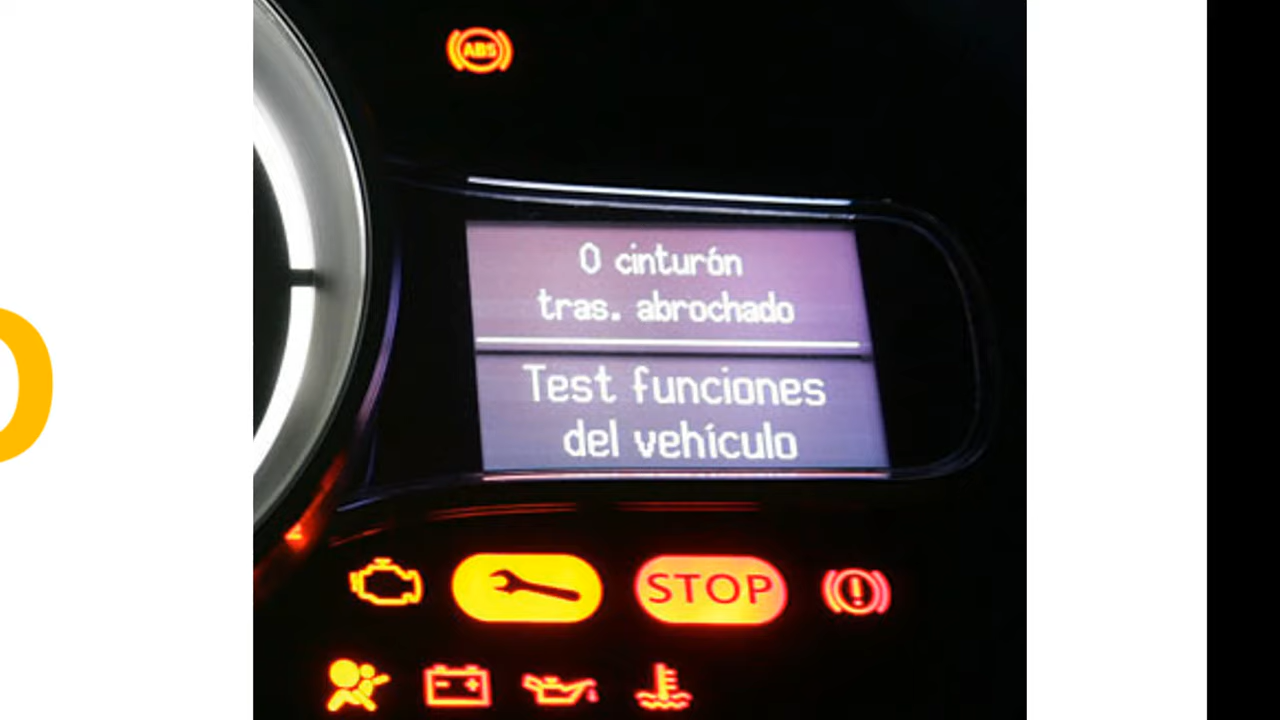 ABS
0 cinturón
tras. abrochado
Test funciones
del vehículo
STOP